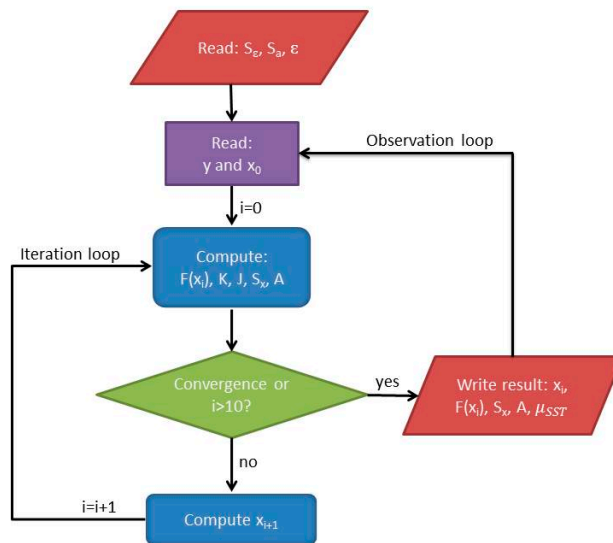 Read: Sε, Sₐ, ε
Read:
y and x₀
Observation loop
i=0
Iteration loop
Compute:
F(xᵢ), K, J, Sₓ, A
Convergence or
i>10?
yes
Write result: xᵢ,
F(xᵢ), Sₓ, A, μ_SST
no
i=i+1
Compute xᵢ₊₁